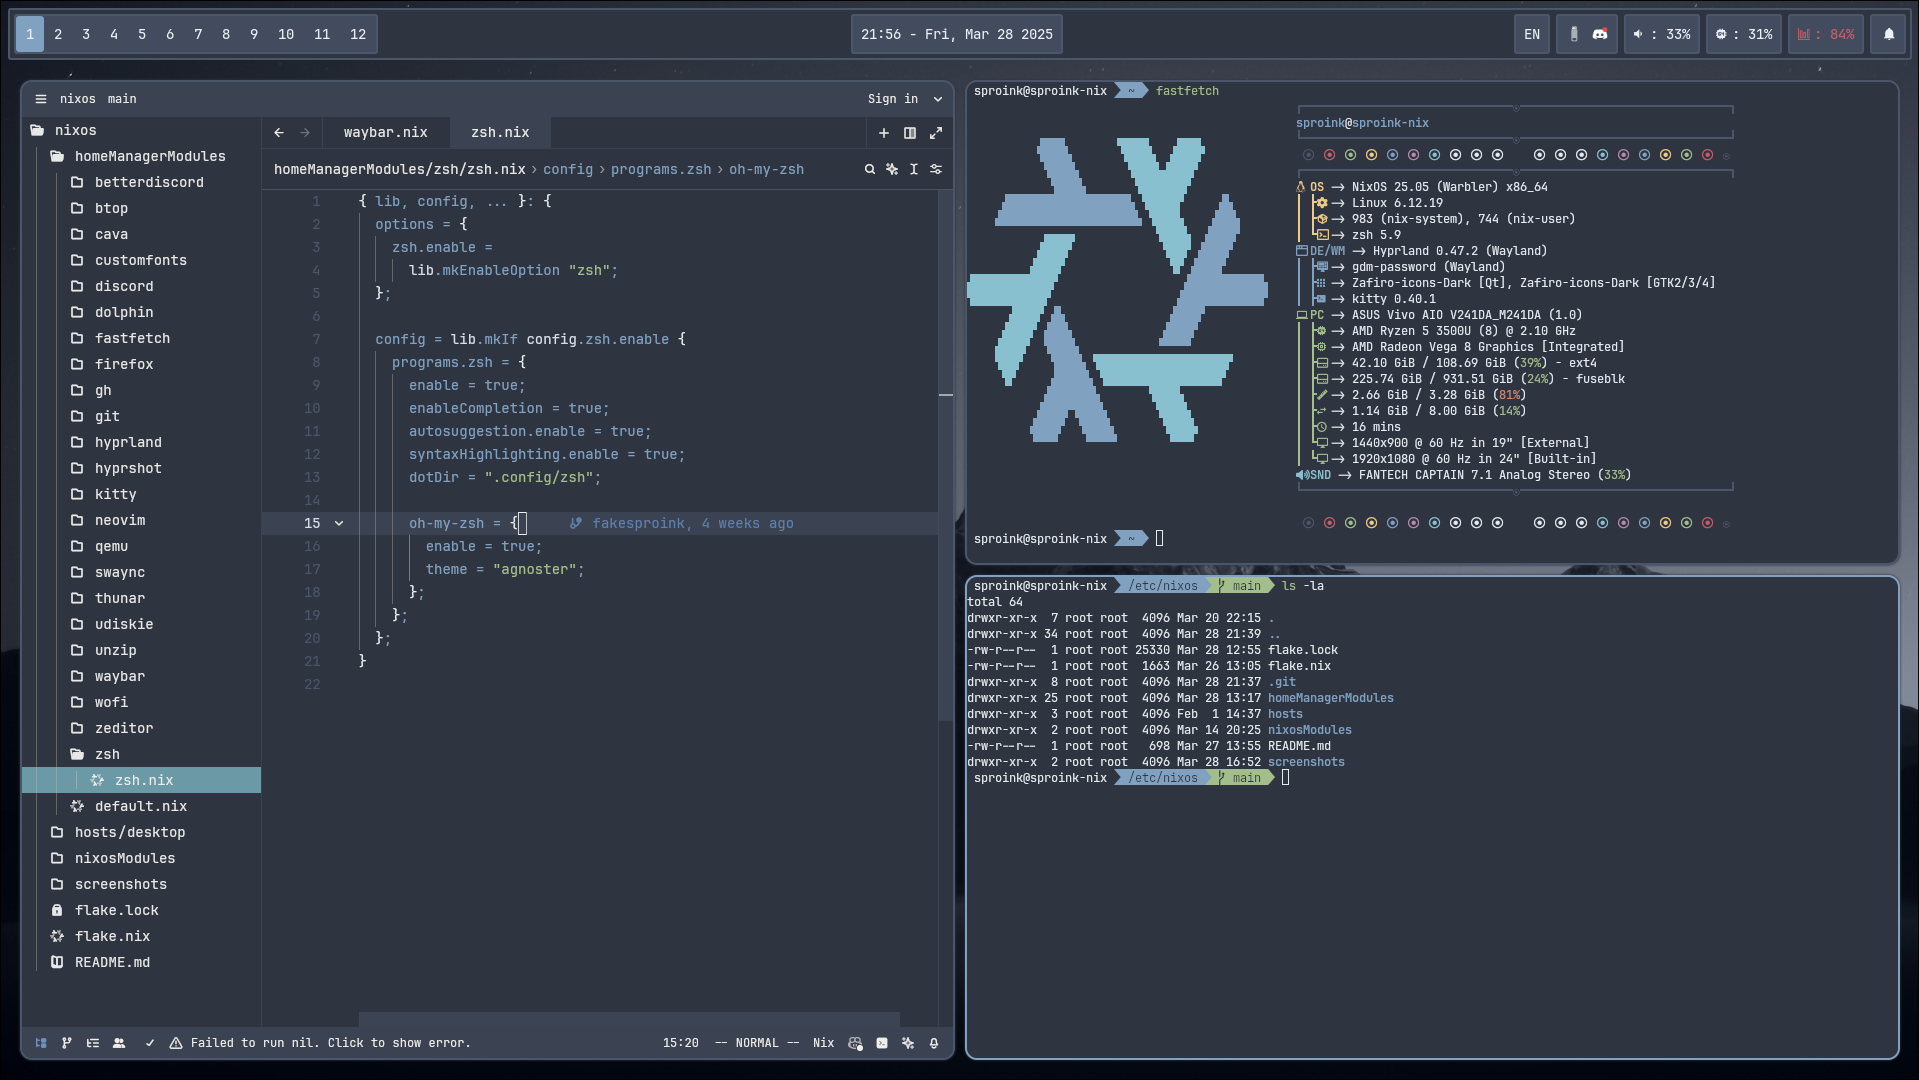 1 2 3 4 5 6 7 8 9 10 11 12
21:56 - Fri, Mar 28 2025
EN
: 33%
: 31%
: 84%
nixos main
Sign in
nixos
homeManagerModules
betterdiscord
btop
cava
customfonts
discord
dolphin
fastfetch
firefox
gh
git
hyprland
hyprshot
kitty
neovim
qemu
swaync
thunar
udiskie
unzip
waybar
wofi
zeditor
zsh
zsh.nix
default.nix
hosts/desktop
nixosModules
screenshots
flake.lock
flake.nix
README.md
waybar.nix zsh.nix
homeManagerModules/zsh/zsh.nix › config › programs.zsh › oh-my-zsh
1 { lib, config, ... }: {
2 options = {
3 zsh.enable =
4 lib.mkEnableOption "zsh";
5 };
6
7 config = lib.mkIf config.zsh.enable {
8 programs.zsh = {
9 enable = true;
10 enableCompletion = true;
11 autosuggestion.enable = true;
12 syntaxHighlighting.enable = true;
13 dotDir = ".config/zsh";
14
15 oh-my-zsh = { fakesproink, 4 weeks ago
16 enable = true;
17 theme = "agnoster";
18 };
19 };
20 };
21 }
22
Failed to run nil. Click to show error.
15:20 -- NORMAL -- Nix
sproink@sproink-nix ~ fastfetch
sproink@sproink-nix
OS → NixOS 25.05 (Warbler) x86_64
→ Linux 6.12.19
→ 983 (nix-system), 744 (nix-user)
→ zsh 5.9
DE/WM → Hyprland 0.47.2 (Wayland)
→ gdm-password (Wayland)
→ Zafiro-icons-Dark [Qt], Zafiro-icons-Dark [GTK2/3/4]
→ kitty 0.40.1
PC → ASUS Vivo AIO V241DA_M241DA (1.0)
→ AMD Ryzen 5 3500U (8) @ 2.10 GHz
→ AMD Radeon Vega 8 Graphics [Integrated]
→ 42.10 GiB / 108.69 GiB (39%) - ext4
→ 225.74 GiB / 931.51 GiB (24%) - fuseblk
→ 2.66 GiB / 3.28 GiB (81%)
→ 1.14 GiB / 8.00 GiB (14%)
→ 16 mins
→ 1440x900 @ 60 Hz in 19" [External]
→ 1920x1080 @ 60 Hz in 24" [Built-in]
SND → FANTECH CAPTAIN 7.1 Analog Stereo (33%)
sproink@sproink-nix ~
sproink@sproink-nix /etc/nixos main ls -la
total 64
drwxr-xr-x 7 root root 4096 Mar 20 22:15 .
drwxr-xr-x 34 root root 4096 Mar 28 21:39 ..
-rw-r--r-- 1 root root 25330 Mar 28 12:55 flake.lock
-rw-r--r-- 1 root root 1663 Mar 26 13:05 flake.nix
drwxr-xr-x 8 root root 4096 Mar 28 21:37 .git
drwxr-xr-x 25 root root 4096 Mar 28 13:17 homeManagerModules
drwxr-xr-x 3 root root 4096 Feb 1 14:37 hosts
drwxr-xr-x 2 root root 4096 Mar 14 20:25 nixosModules
-rw-r--r-- 1 root root 698 Mar 27 13:55 README.md
drwxr-xr-x 2 root root 4096 Mar 28 16:52 screenshots
sproink@sproink-nix /etc/nixos main